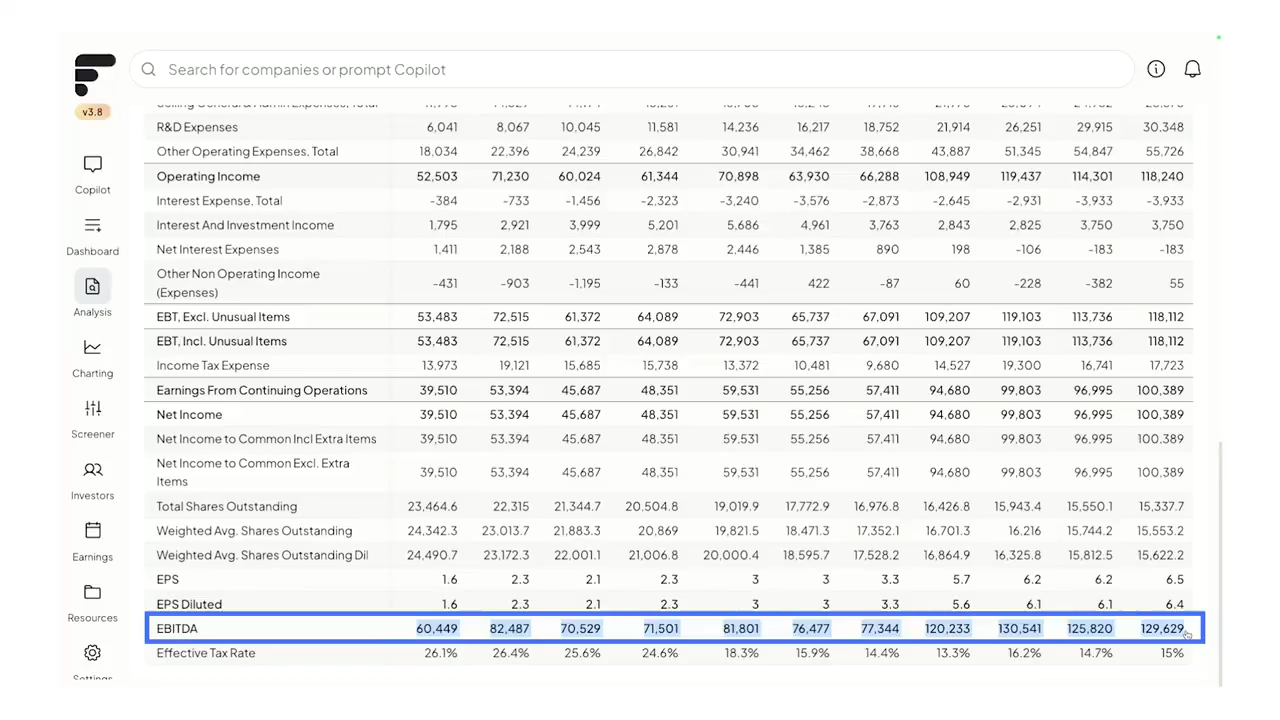 Search for companies or prompt Copilot
v3.8
Copilot
Dashboard
Analysis
Charting
Screener
Investors
Earnings
Resources
Settings
R&D Expenses 6,041 8,067 10,045 11,581 14,236 16,217 18,752 21,914 26,251 29,915 30,348
Other Operating Expenses, Total 18,034 22,396 24,239 26,842 30,941 34,462 38,668 43,887 51,345 54,847 55,726
Operating Income 52,503 71,230 60,024 61,344 70,898 63,930 66,288 108,949 119,437 114,301 118,240
Interest Expense, Total -384 -733 -1,456 -2,323 -3,240 -3,576 -2,873 -2,645 -2,931 -3,933 -3,933
Interest And Investment Income 1,795 2,921 3,999 5,201 5,686 4,961 3,763 2,843 2,825 3,750 3,750
Net Interest Expenses 1,411 2,188 2,543 2,878 2,446 1,385 890 198 -106 -183 -183
Other Non Operating Income
(Expenses) -431 -903 -1,195 -133 -441 422 -87 60 -228 -382 55
EBT, Excl. Unusual Items 53,483 72,515 61,372 64,089 72,903 65,737 67,091 109,207 119,103 113,736 118,112
EBT, Incl. Unusual Items 53,483 72,515 61,372 64,089 72,903 65,737 67,091 109,207 119,103 113,736 118,112
Income Tax Expense 13,973 19,121 15,685 15,738 13,372 10,481 9,680 14,527 19,300 16,741 17,723
Earnings From Continuing Operations 39,510 53,394 45,687 48,351 59,531 55,256 57,411 94,680 99,803 96,995 100,389
Net Income 39,510 53,394 45,687 48,351 59,531 55,256 57,411 94,680 99,803 96,995 100,389
Net Income to Common Incl Extra Items 39,510 53,394 45,687 48,351 59,531 55,256 57,411 94,680 99,803 96,995 100,389
Net Income to Common Excl. Extra
Items 39,510 53,394 45,687 48,351 59,531 55,256 57,411 94,680 99,803 96,995 100,389
Total Shares Outstanding 23,464.6 22,315 21,344.7 20,504.8 19,019.9 17,772.9 16,976.8 16,426.8 15,943.4 15,550.1 15,337.7
Weighted Avg. Shares Outstanding 24,342.3 23,013.7 21,883.3 20,869 19,821.5 18,471.3 17,352.1 16,701.3 16,216 15,744.2 15,553.2
Weighted Avg. Shares Outstanding Dil 24,490.7 23,172.3 22,001.1 21,006.8 20,000.4 18,595.7 17,528.2 16,864.9 16,325.8 15,812.5 15,622.2
EPS 1.6 2.3 2.1 2.3 3 3 3.3 5.7 6.2 6.2 6.5
EPS Diluted 1.6 2.3 2.1 2.3 3 3 3.3 5.6 6.1 6.1 6.4
EBITDA 60,449 82,487 70,529 71,501 81,801 76,477 77,344 120,233 130,541 125,820 129,629
Effective Tax Rate 26.1% 26.4% 25.6% 24.6% 18.3% 15.9% 14.4% 13.3% 16.2% 14.7% 15%